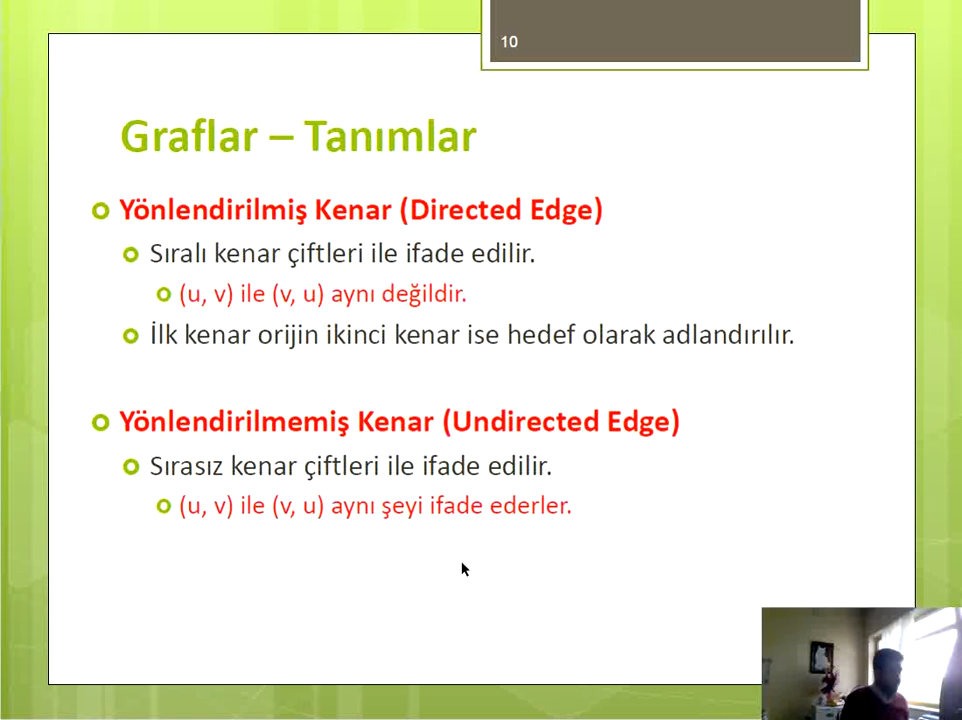 10
Graflar – Tanımlar
Yönlendirilmiş Kenar (Directed Edge)
Sıralı kenar çiftleri ile ifade edilir.
(u, v) ile (v, u) aynı değildir.
İlk kenar orijin ikinci kenar ise hedef olarak adlandırılır.
Yönlendirilmemiş Kenar (Undirected Edge)
Sırasız kenar çiftleri ile ifade edilir.
(u, v) ile (v, u) aynı şeyi ifade ederler.